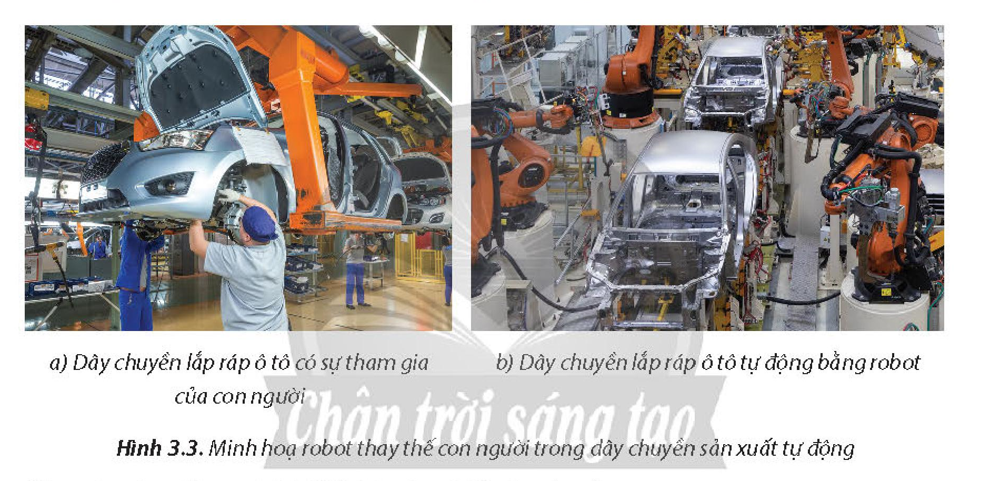 a) Dây chuyền lắp ráp ô tô có sự tham gia
của con người
b) Dây chuyền lắp ráp ô tô tự động bằng robot
Chân trời sáng tạo
Hình 3.3. Minh hoạ robot thay thế con người trong dây chuyền sản xuất tự động